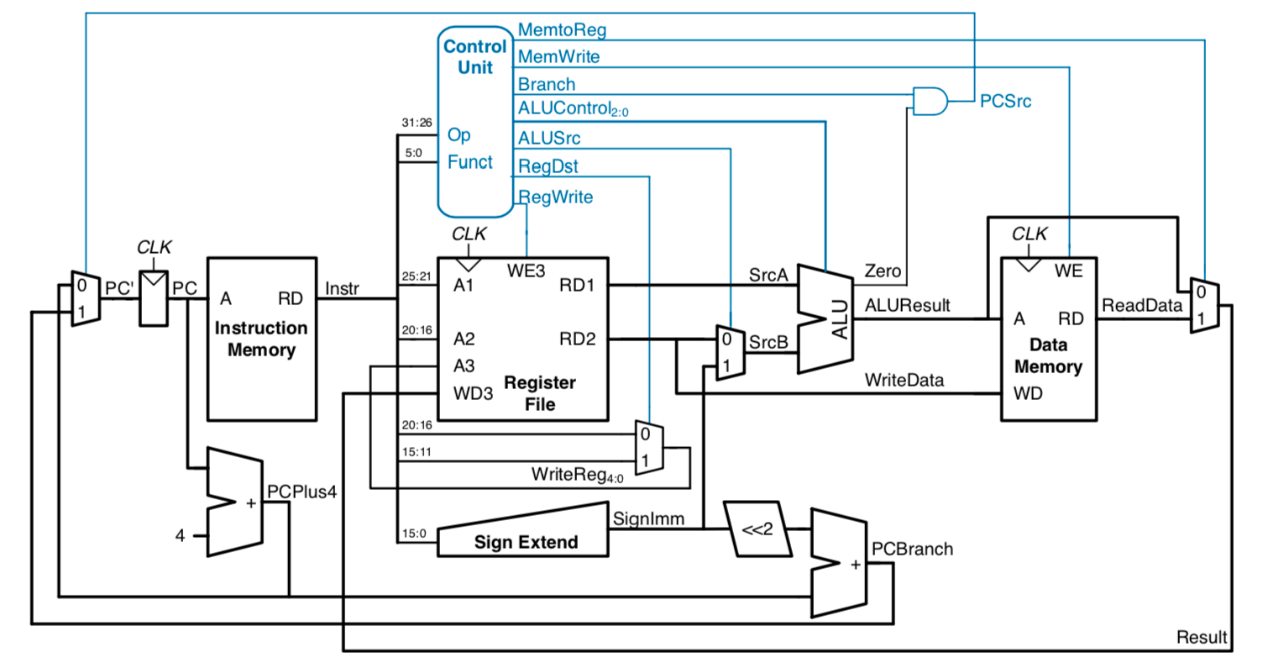 MemtoReg
Control Unit
MemWrite
Branch
ALUControl2:0
PCSrc
31:26
Op
ALUSrc
5:0
Funct
RegDst
RegWrite
CLK
CLK
CLK
0
1
PC'
PC
A
RD
Instruction
Memory
Instr
25:21
A1
WE3
RD1
SrcA
Zero
WE
20:16
A2
RD2
0
1
SrcB
ALU
ALUResult
A
RD
ReadData
0
1
Data
Memory
A3
WD3
Register
File
WriteData
WD
20:16
0
15:11
1
WriteReg4:0
PCPlus4
+
4
SignImm
15:0
Sign Extend
<<2
+
PCBranch
Result